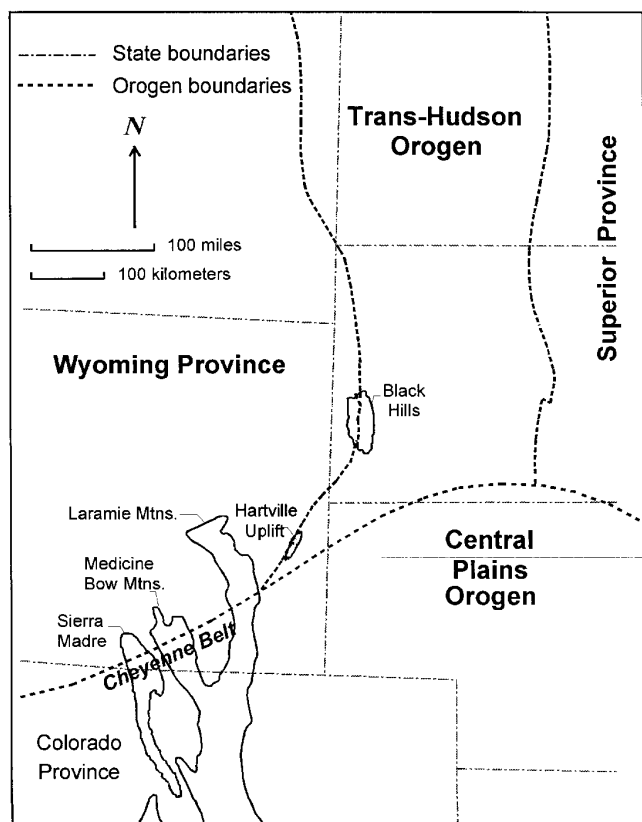 State boundaries
Orogen boundaries
N
100 miles
100 kilometers
Trans-Hudson
Orogen
Superior Province
Wyoming Province
Black
Hills
Laramie Mtns.
Hartville
Uplift
Medicine
Bow Mtns.
Central
Plains
Orogen
Sierra
Madre
Cheyenne Belt
Colorado
Province